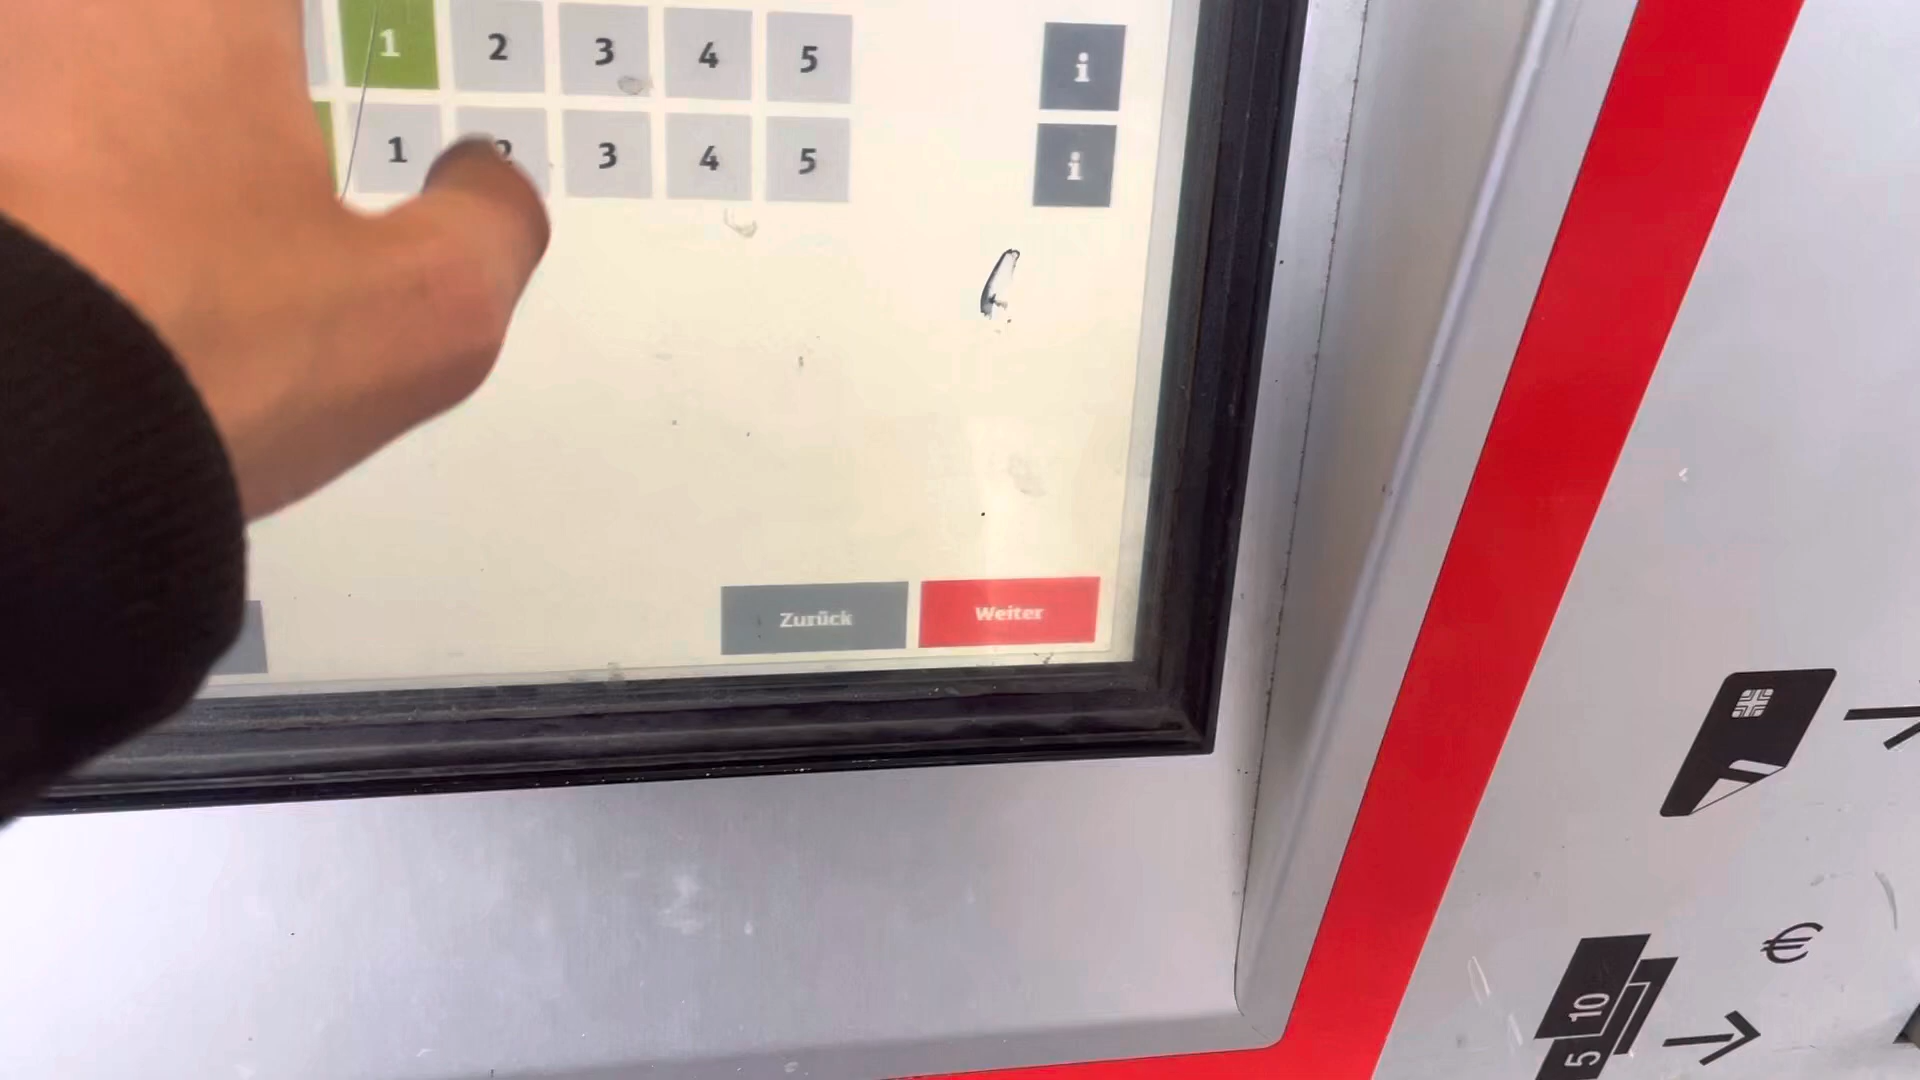 1 2 3 4 5 i
1 2 3 4 5 i
Zurück Weiter
€
10
5